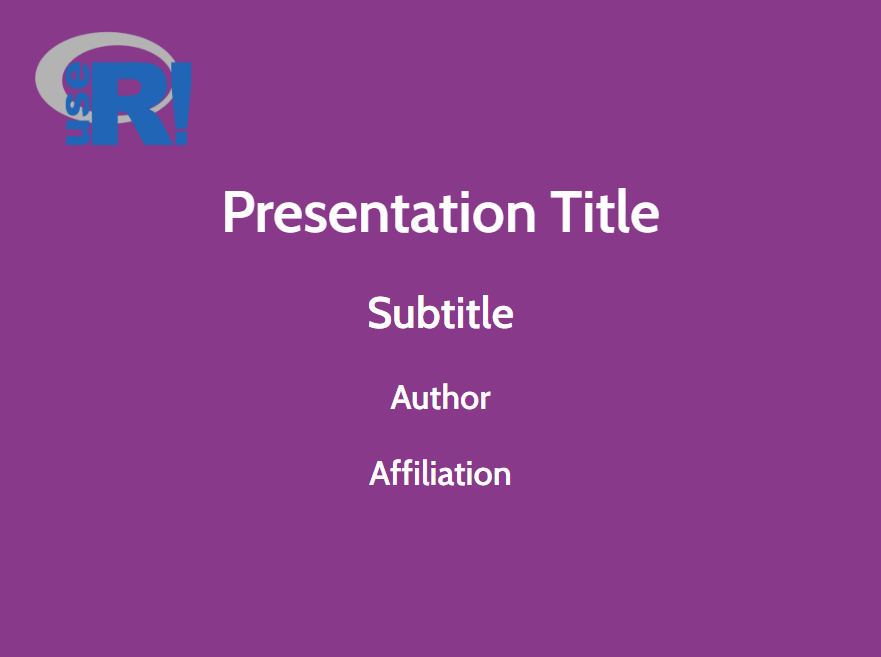 useR!
Presentation Title
Subtitle
Author
Affiliation